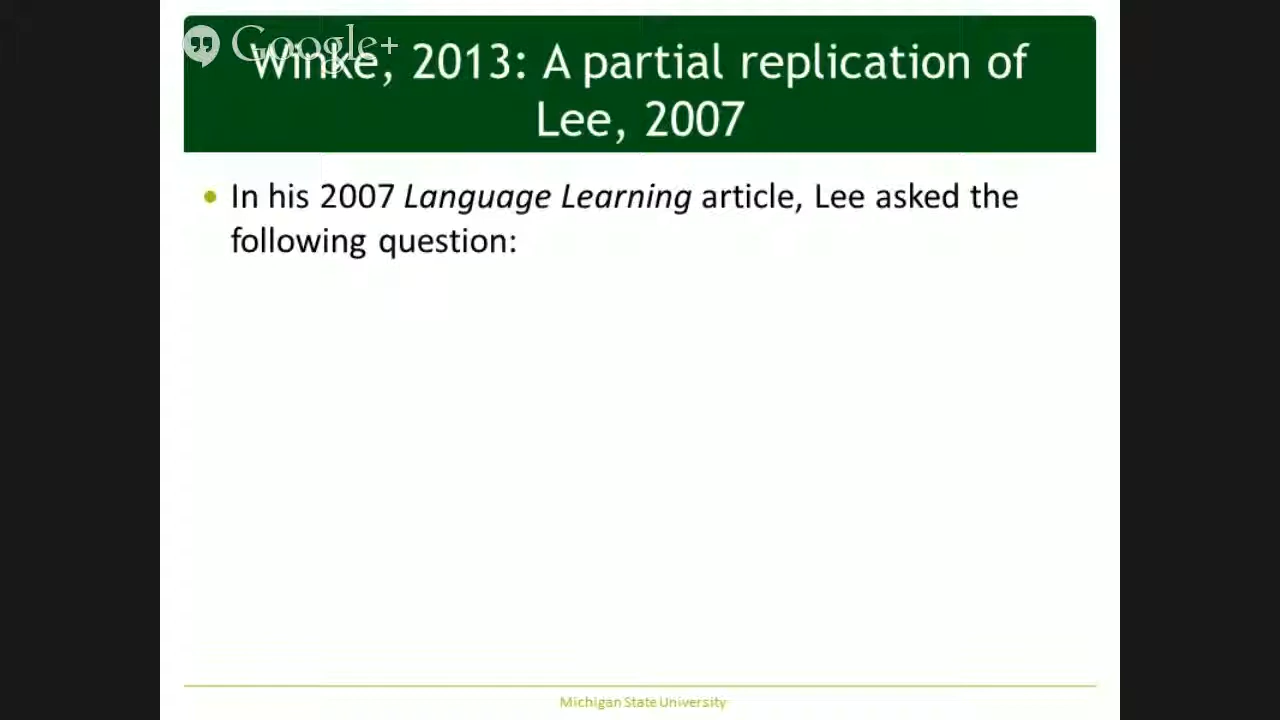 Google+
Winke, 2013: A partial replication of
Lee, 2007
• In his 2007 Language Learning article, Lee asked the
following question:
Michigan State University